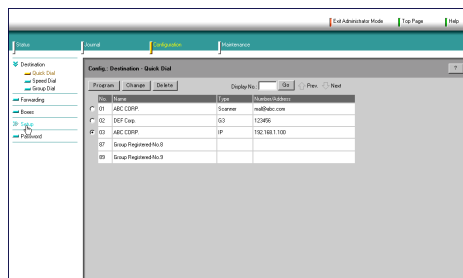 Exit Administrator Mode
Top Page
Help
Status
Journal
Configuration
Maintenance
Destination
Quick Dial
Speed Dial
Group Dial
Forwarding
Boxes
Setup
Password
Config.: Destination - Quick Dial
?
Program Change Delete Display No.: Go Prev. Next
No. Name Type Number/Address
01 ABC CORP. Scanner mail@abc.com
02 DEF Corp. G3 123#56
03 ABC CORP. IP 192.168.1.100
87 Group Registered-No.8
89 Group Registered-No.9